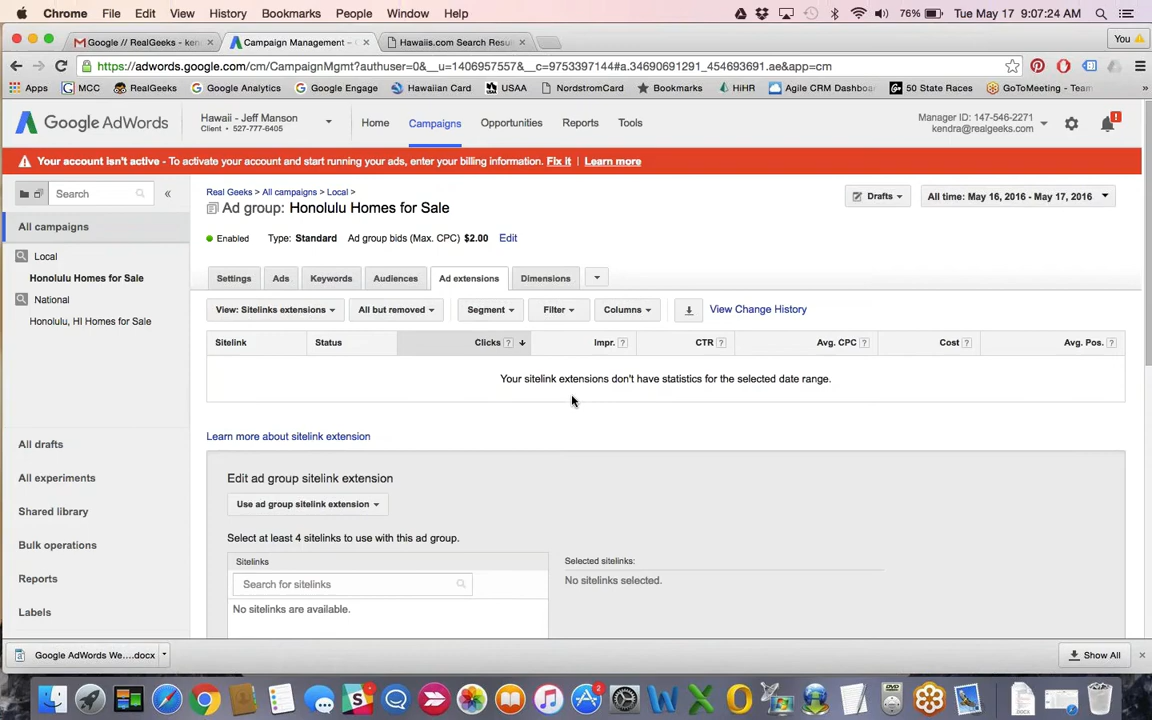 Chrome File Edit View History Bookmarks People Window Help 76% Tue May 17 9:07:24 AM
Google // RealGeeks - ken × Campaign Management – × Hawaiis.com Search Resul × You
https://adwords.google.com/cm/CampaignMgmt?authuser=0&__u=1406957557&__c=9753397144#a.34690691291_454693691.ae&app=cm
Apps MCC RealGeeks Google Analytics Google Engage Hawaiian Card USAA NordstromCard Bookmarks HiHR Agile CRM Dashboa 50 State Races GoToMeeting - Team »
Google AdWords Hawaii - Jeff Manson Client • 527-777-6405 Home Campaigns Opportunities Reports Tools Manager ID: 147-546-2271 kendra@realgeeks.com !
Your account isn't active - To activate your account and start running your ads, enter your billing information. Fix it | Learn more
Search «
Real Geeks > All campaigns > Local >
Ad group: Honolulu Homes for Sale
Drafts All time: May 16, 2016 - May 17, 2016
All campaigns
Enabled Type: Standard Ad group bids (Max. CPC) $2.00 Edit
Local
Honolulu Homes for Sale
National
Honolulu, HI Homes for Sale
Settings Ads Keywords Audiences Ad extensions Dimensions
View: Sitelinks extensions All but removed Segment Filter Columns View Change History
Sitelink Status Clicks ? Impr. ? CTR ? Avg. CPC ? Cost ? Avg. Pos. ?
Your sitelink extensions don't have statistics for the selected date range.
Learn more about sitelink extension
All drafts
All experiments
Shared library
Bulk operations
Reports
Labels
Edit ad group sitelink extension
Use ad group sitelink extension
Select at least 4 sitelinks to use with this ad group.
Sitelinks
Search for sitelinks
No sitelinks are available.
Selected sitelinks:
No sitelinks selected.
Google AdWords We....docx Show All ×
2